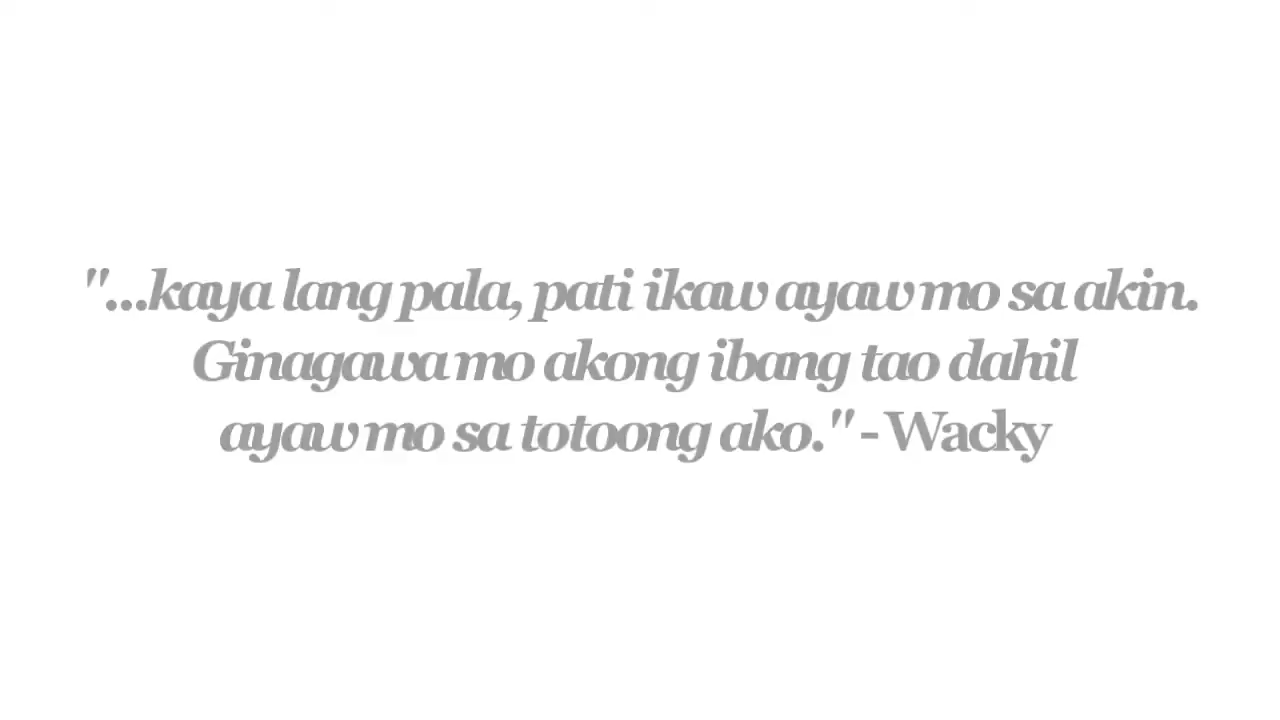 "...kaya lang pala, pati ikaw ayaw mo sa akin.
Ginagawa mo akong ibang tao dahil
ayaw mo sa totoong ako." - Wacky